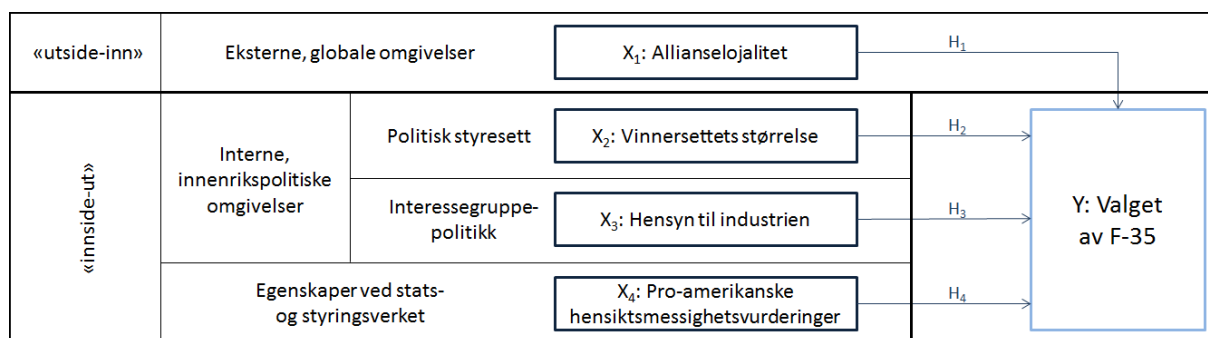 «utside-inn»
Eksterne, globale omgivelser
X₁: Allianselojalitet
H₁
«innside-ut»
Interne,
innenrikspolitiske
omgivelser
Politisk styresett
X₂: Vinnersettets størrelse
H₂
Interessegruppe-
politikk
X₃: Hensyn til industrien
H₃
Egenskaper ved stats-
og styringsverket
X₄: Pro-amerikanske
hensiktsmessighetsvurderinger
H₄
Y: Valget
av F-35